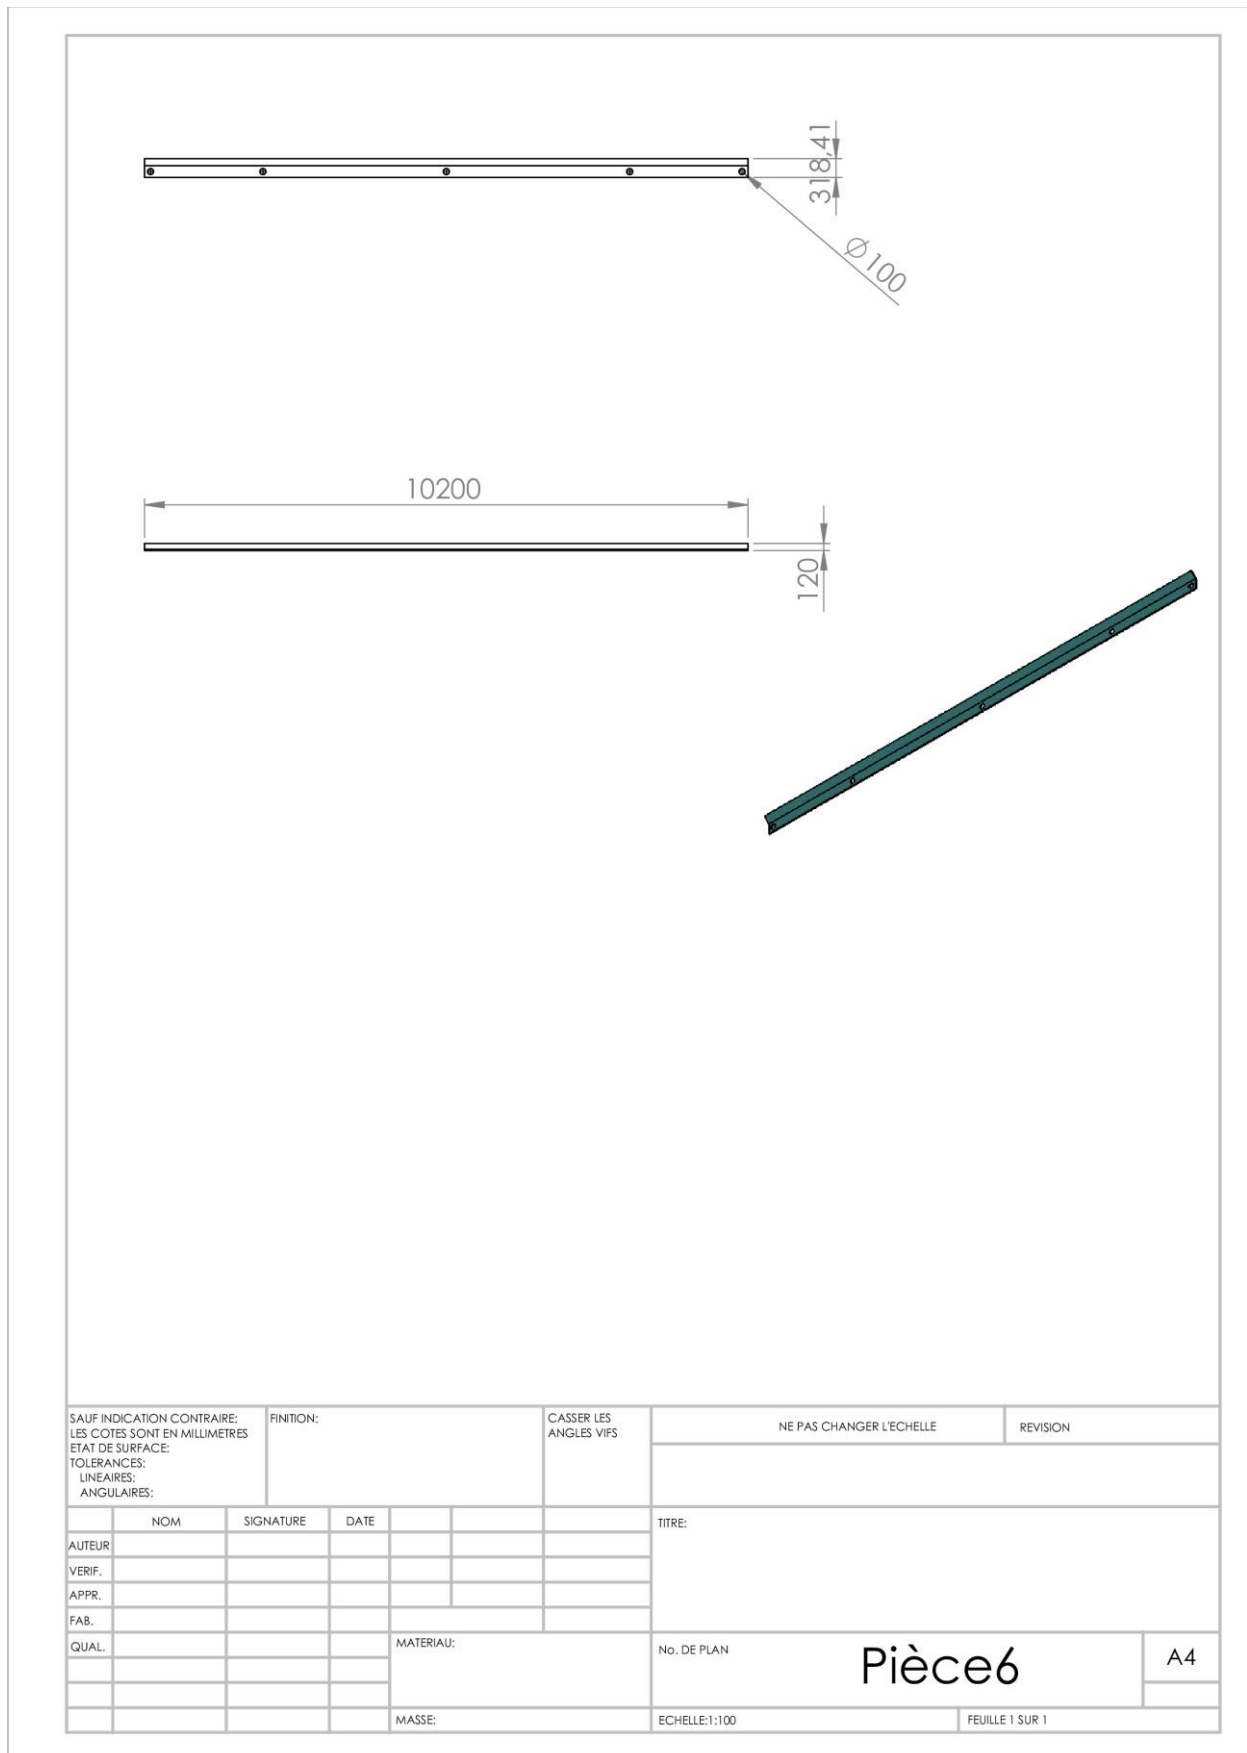 318,41
Ø100
10200
120
SAUF INDICATION CONTRAIRE:
LES COTES SONT EN MILLIMETRES
ETAT DE SURFACE:
TOLERANCES:
LINEAIRES:
ANGULAIRES:
FINITION:
CASSER LES
ANGLES VIFS
NE PAS CHANGER L'ECHELLE
REVISION
NOM
SIGNATURE
DATE
TITRE:
AUTEUR
VERIF.
APPR.
FAB.
QUAL.
MATERIAU:
No. DE PLAN
Pièce6
A4
MASSE:
ECHELLE:1:100
FEUILLE 1 SUR 1